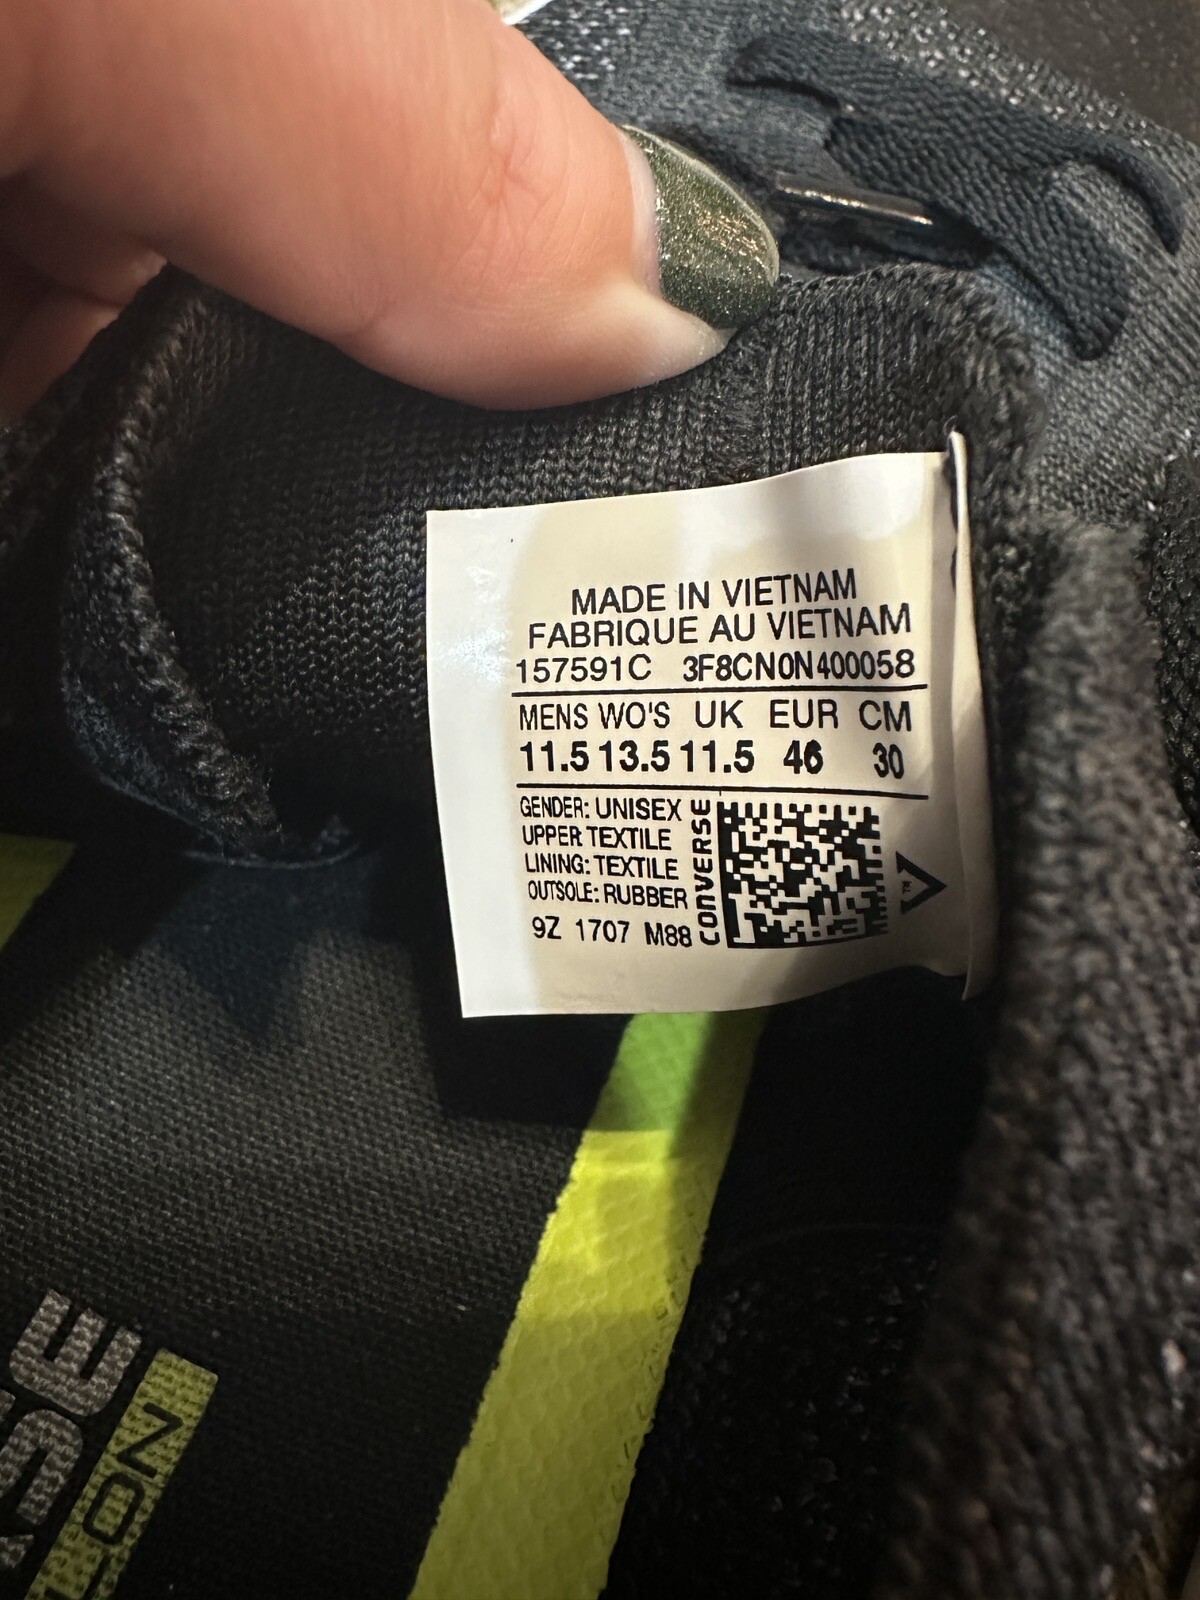 MADE IN VIETNAM
FABRIQUE AU VIETNAM
157591C 3F8CN0N400058
MENS WO'S UK EUR CM
11.5 13.5 11.5 46 30
GENDER: UNISEX
UPPER TEXTILE
LINING: TEXTILE
OUTSOLE: RUBBER
9Z 1707 M88
CONVERSE
TM